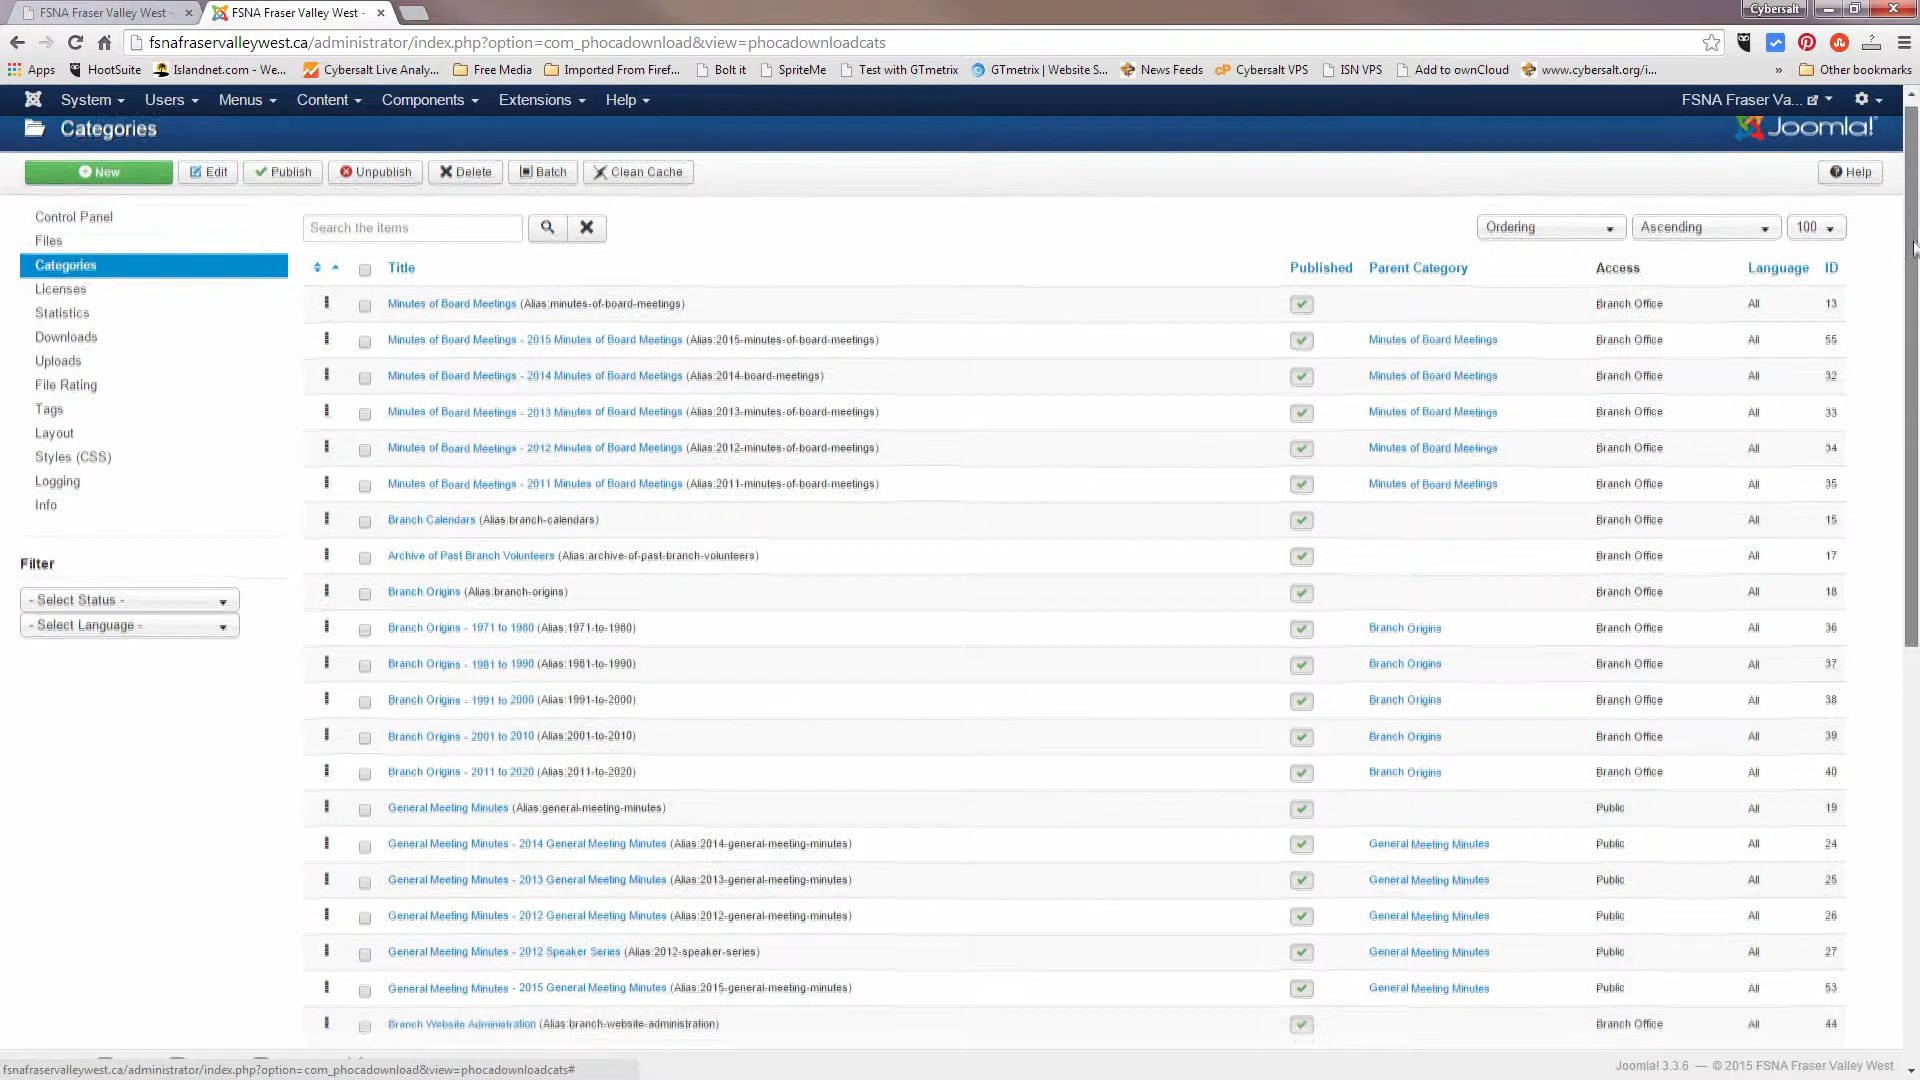 FSNA Fraser Valley West - × FSNA Fraser Valley West - × Cybersalt
fsnafraservalleywest.ca/administrator/index.php?option=com_phocadownload&view=phocadownloadcats
Apps HootSuite Islandnet.com - We... Cybersalt Live Analy... Free Media Imported From Firef... Bolt it SpriteMe Test with GTmetrix GTmetrix | Website S... News Feeds Cybersalt VPS ISN VPS Add to ownCloud www.cybersalt.org/i... » Other bookmarks
System Users Menus Content Components Extensions Help FSNA Fraser Va...
Categories Joomla!
New Edit Publish Unpublish Delete Batch Clean Cache Help
Control Panel
Files
Categories
Licenses
Statistics
Downloads
Uploads
File Rating
Tags
Layout
Styles (CSS)
Logging
Info
Filter
- Select Status -
- Select Language -
Search the items Ordering Ascending 100
Title Published Parent Category Access Language ID
Minutes of Board Meetings (Alias:minutes-of-board-meetings) Branch Office All 13
Minutes of Board Meetings - 2015 Minutes of Board Meetings (Alias:2015-minutes-of-board-meetings) Minutes of Board Meetings Branch Office All 55
Minutes of Board Meetings - 2014 Minutes of Board Meetings (Alias:2014-board-meetings) Minutes of Board Meetings Branch Office All 32
Minutes of Board Meetings - 2013 Minutes of Board Meetings (Alias:2013-minutes-of-board-meetings) Minutes of Board Meetings Branch Office All 33
Minutes of Board Meetings - 2012 Minutes of Board Meetings (Alias:2012-minutes-of-board-meetings) Minutes of Board Meetings Branch Office All 34
Minutes of Board Meetings - 2011 Minutes of Board Meetings (Alias:2011-minutes-of-board-meetings) Minutes of Board Meetings Branch Office All 35
Branch Calendars (Alias:branch-calendars) Branch Office All 15
Archive of Past Branch Volunteers (Alias:archive-of-past-branch-volunteers) Branch Office All 17
Branch Origins (Alias:branch-origins) Branch Office All 18
Branch Origins - 1971 to 1980 (Alias:1971-to-1980) Branch Origins Branch Office All 36
Branch Origins - 1981 to 1990 (Alias:1981-to-1990) Branch Origins Branch Office All 37
Branch Origins - 1991 to 2000 (Alias:1991-to-2000) Branch Origins Branch Office All 38
Branch Origins - 2001 to 2010 (Alias:2001-to-2010) Branch Origins Branch Office All 39
Branch Origins - 2011 to 2020 (Alias:2011-to-2020) Branch Origins Branch Office All 40
General Meeting Minutes (Alias:general-meeting-minutes) Public All 19
General Meeting Minutes - 2014 General Meeting Minutes (Alias:2014-general-meeting-minutes) General Meeting Minutes Public All 24
General Meeting Minutes - 2013 General Meeting Minutes (Alias:2013-general-meeting-minutes) General Meeting Minutes Public All 25
General Meeting Minutes - 2012 General Meeting Minutes (Alias:2012-general-meeting-minutes) General Meeting Minutes Public All 26
General Meeting Minutes - 2012 Speaker Series (Alias:2012-speaker-series) General Meeting Minutes Public All 27
General Meeting Minutes - 2015 General Meeting Minutes (Alias:2015-general-meeting-minutes) General Meeting Minutes Public All 53
Branch Website Administration (Alias:branch-website-administration) Branch Office All 44
fsnafraservalleywest.ca/administrator/index.php?option=com_phocadownload&view=phocadownloadcats# Joomla! 3.3.6 — © 2015 FSNA Fraser Valley West